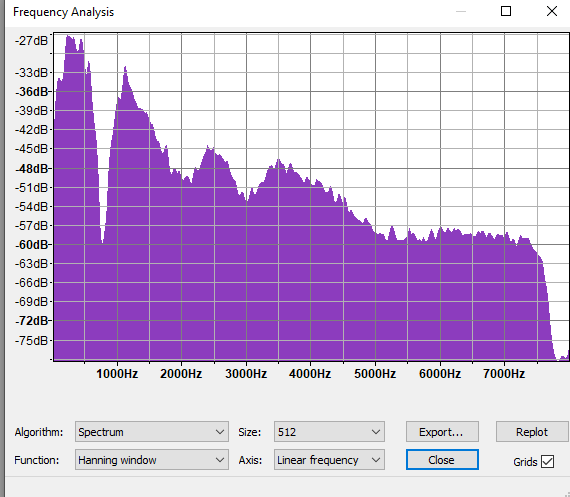 Frequency Analysis
-27dB
-33dB
-36dB
-39dB
-42dB
-45dB
-48dB
-51dB
-54dB
-57dB
-60dB
-63dB
-66dB
-69dB
-72dB
-75dB
1000Hz 2000Hz 3000Hz 4000Hz 5000Hz 6000Hz 7000Hz
Algorithm: Spectrum Size: 512 Export... Replot
Function: Hanning window Axis: Linear frequency Close Grids